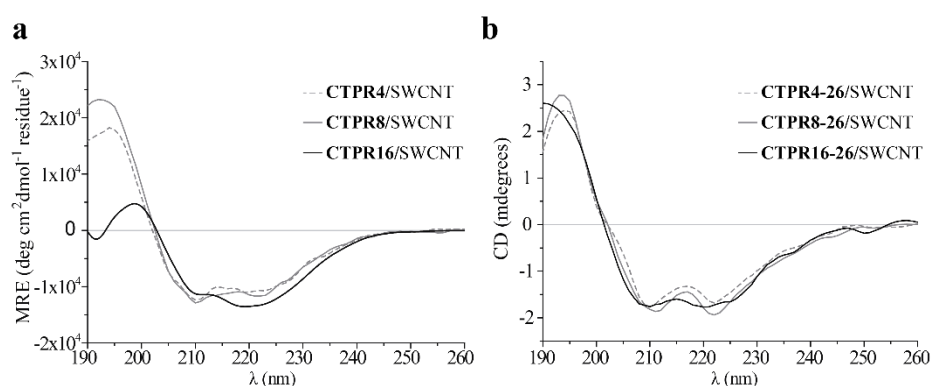 a
MRE (deg cm²dmol⁻¹ residue⁻¹)
3x10⁴
2x10⁴
1x10⁴
0
-1x10⁴
-2x10⁴
CTPR4/SWCNT
CTPR8/SWCNT
CTPR16/SWCNT
190 200 210 220 230 240 250 260
λ (nm)
b
CD (mdegrees)
3
2
1
0
-1
-2
CTPR4-26/SWCNT
CTPR8-26/SWCNT
CTPR16-26/SWCNT
190 200 210 220 230 240 250 260
λ (nm)